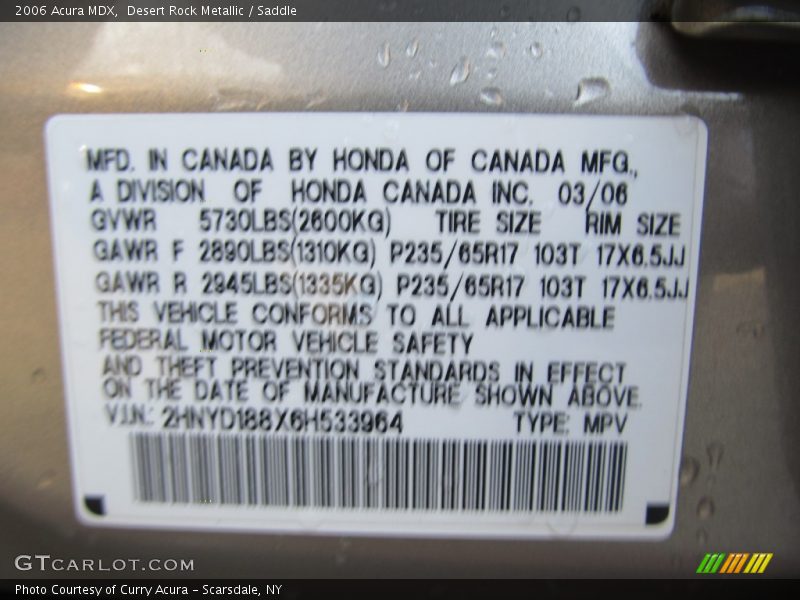 2006 Acura MDX, Desert Rock Metallic / Saddle
MFD. IN CANADA BY HONDA OF CANADA MFG.,
A DIVISION OF HONDA CANADA INC. 03/06
GVWR 5730LBS(2600KG) TIRE SIZE RIM SIZE
GAWR F 2890LBS(1310KG) P235/65R17 103T 17X6.5JJ
GAWR R 2945LBS(1335KG) P235/65R17 103T 17X6.5JJ
THIS VEHICLE CONFORMS TO ALL APPLICABLE
FEDERAL MOTOR VEHICLE SAFETY
AND THEFT PREVENTION STANDARDS IN EFFECT
ON THE DATE OF MANUFACTURE SHOWN ABOVE.
V.I.N.: 2HNYD188X6H533964 TYPE: MPV
GTCARLOT.COM
Photo Courtesy of Curry Acura - Scarsdale, NY